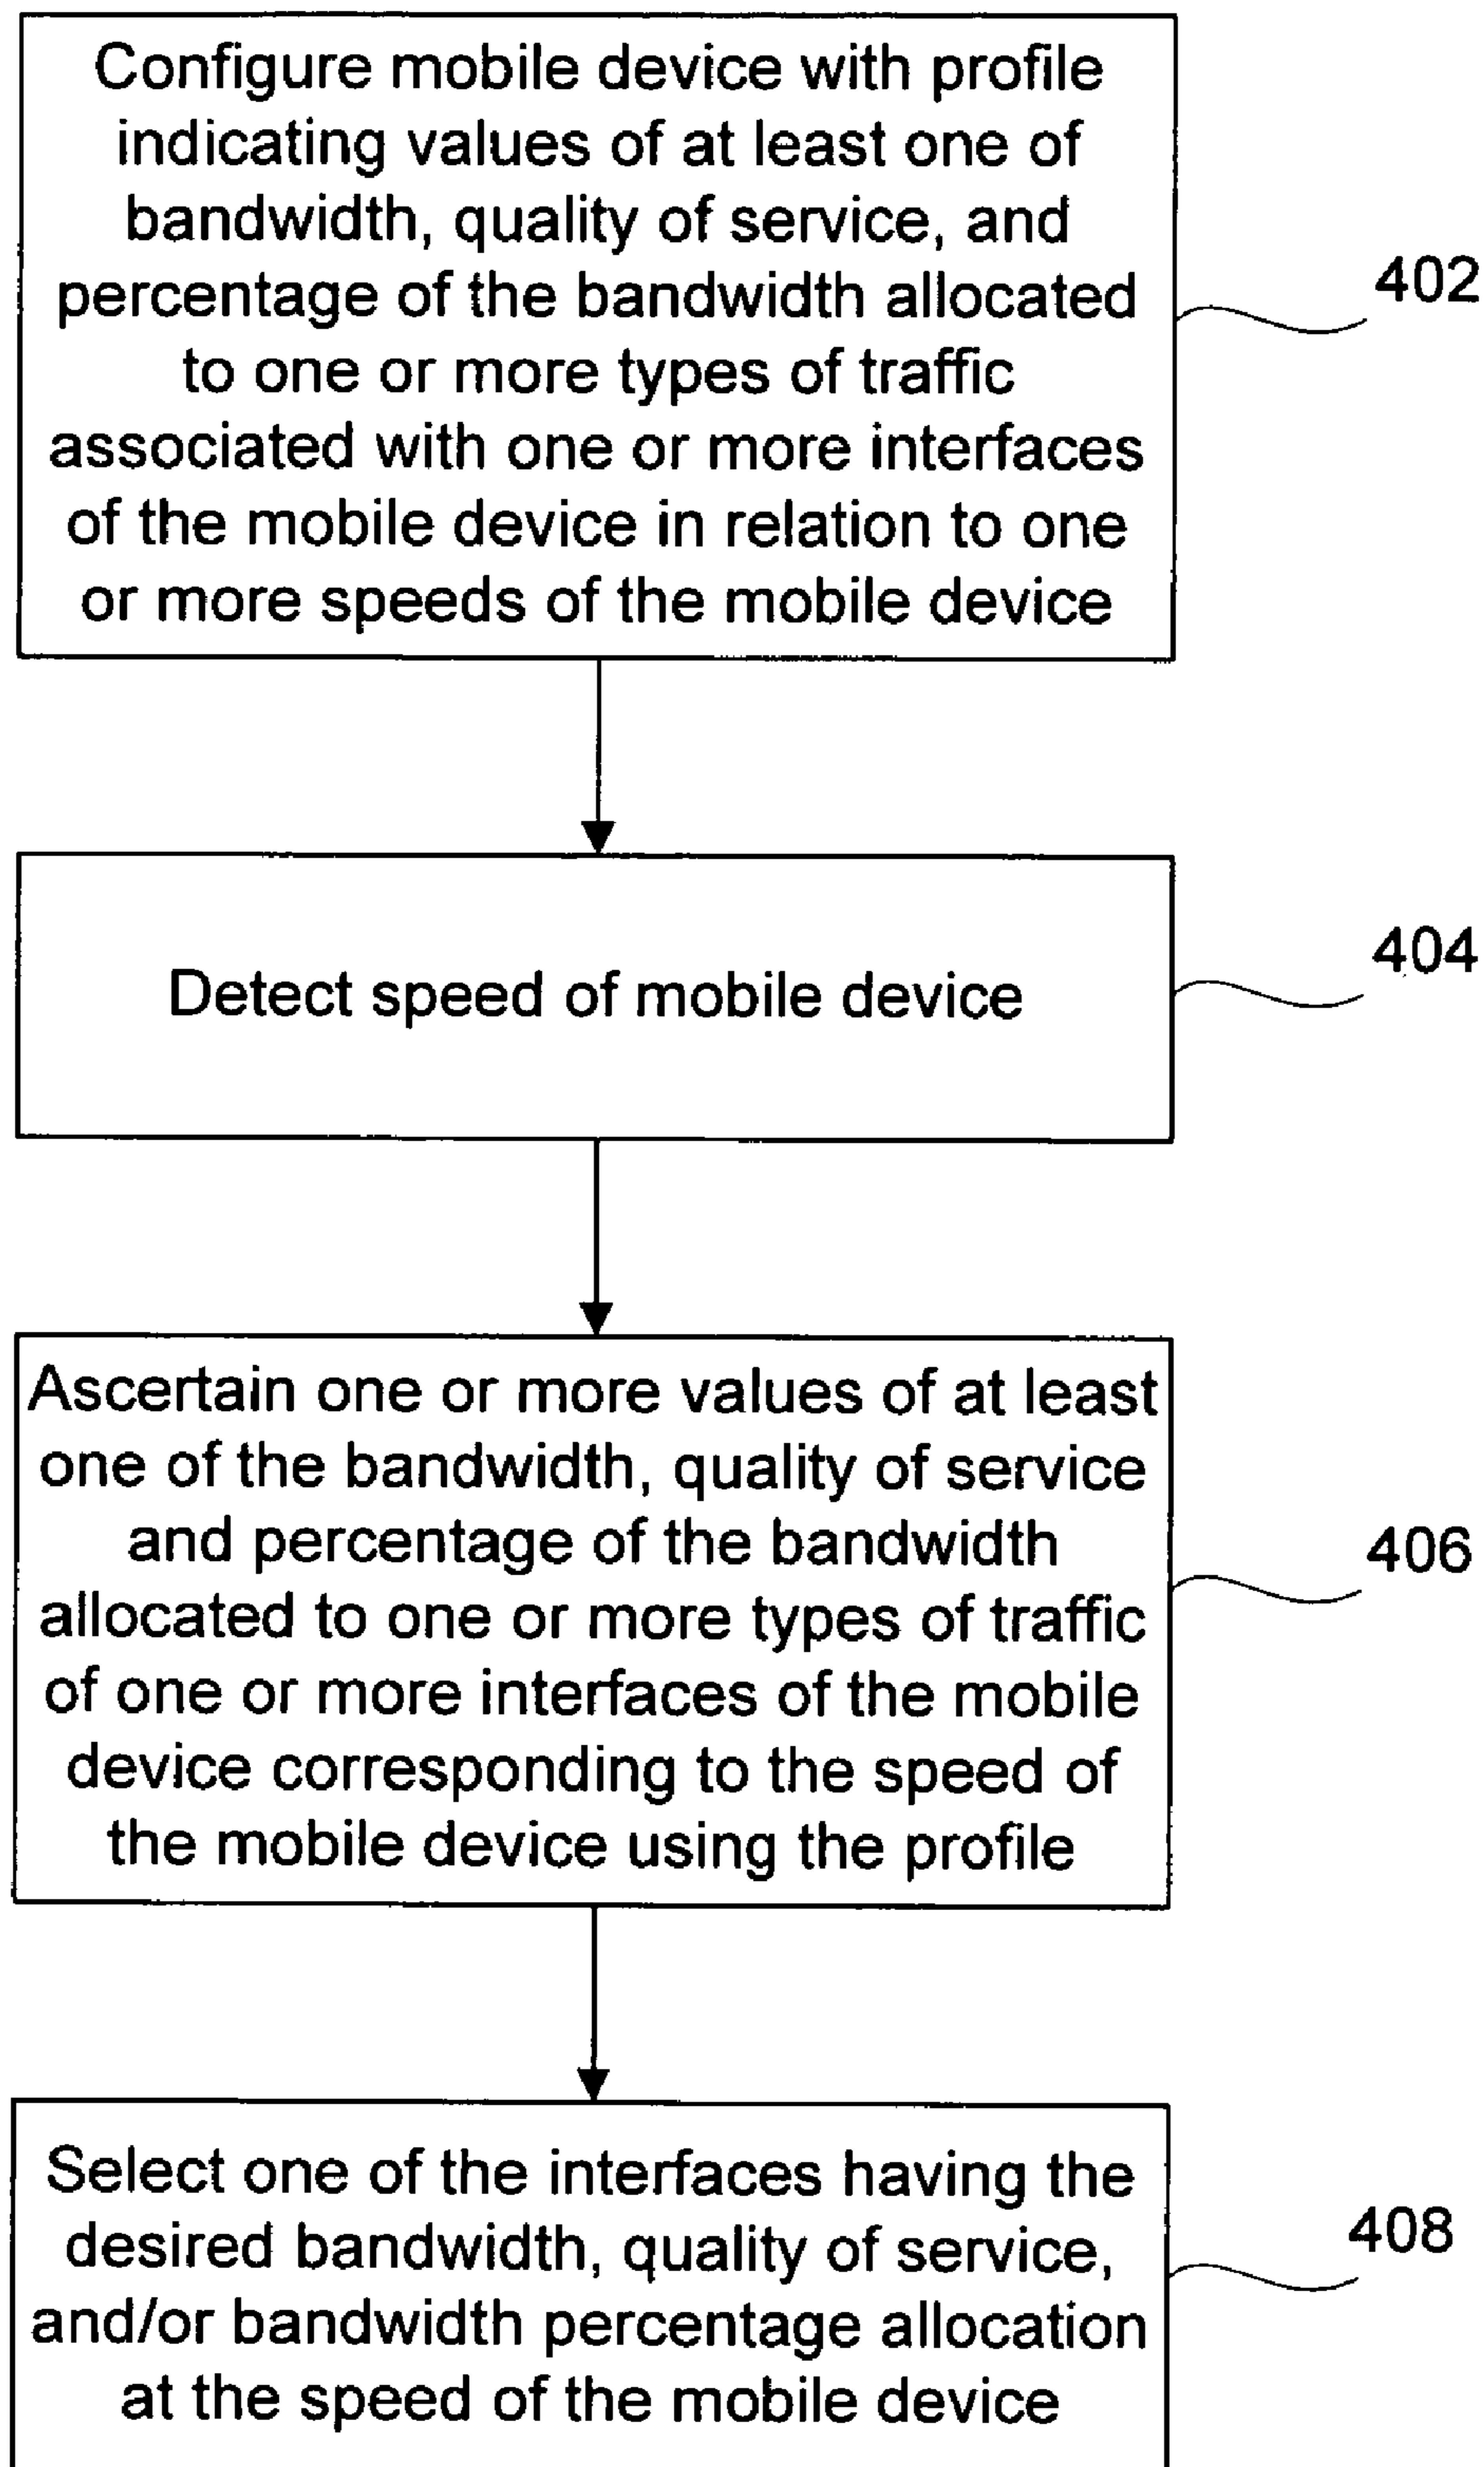 Configure mobile device with profile
indicating values of at least one of
bandwidth, quality of service, and
percentage of the bandwidth allocated
to one or more types of traffic
associated with one or more interfaces
of the mobile device in relation to one
or more speeds of the mobile device
402
Detect speed of mobile device
404
Ascertain one or more values of at least
one of the bandwidth, quality of service
and percentage of the bandwidth
allocated to one or more types of traffic
of one or more interfaces of the mobile
device corresponding to the speed of
the mobile device using the profile
406
Select one of the interfaces having the
desired bandwidth, quality of service,
and/or bandwidth percentage allocation
at the speed of the mobile device
408